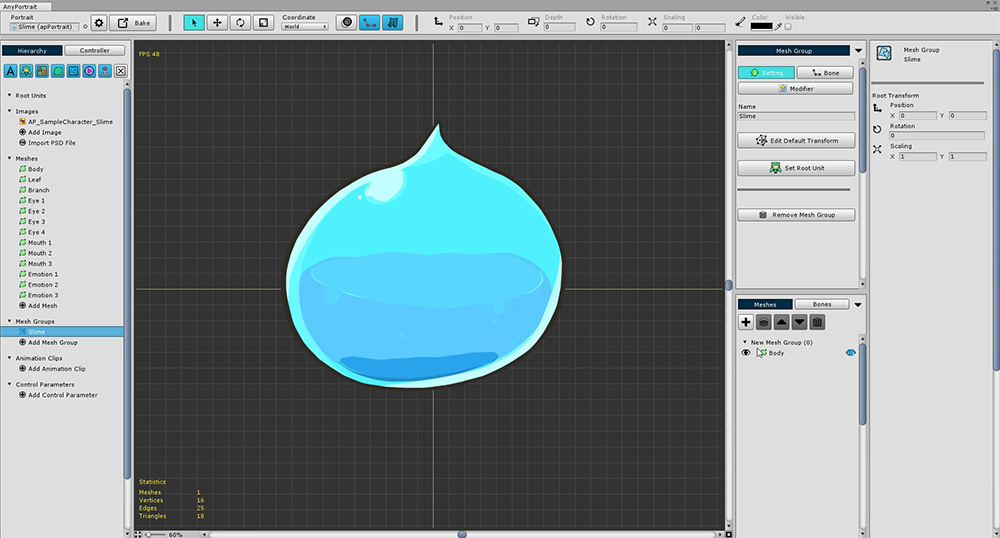 AnyPortrait
Portrait
Slime (apPortrait)
Bake
Coordinate
World
Position
X 0 Y 0
Depth
0
Rotation
0
Scaling
0 0
Color
Visible
Hierarchy
Controller
Root Units
Images
AP_SampleCharacter_Slime
Add Image
Import PSD File
Meshes
Body
Leaf
Branch
Eye 1
Eye 2
Eye 3
Eye 4
Mouth 1
Mouth 2
Mouth 3
Emotion 1
Emotion 2
Emotion 3
Add Mesh
Mesh Groups
Slime
Add Mesh Group
Animation Clips
Add Animation Clip
Control Parameters
Add Control Parameter
FPS 48
Statistics
Meshes 1
Vertices 16
Edges 25
Triangles 18
60%
Mesh Group
Setting
Bone
Modifier
Name
Slime
Edit Default Transform
Set Root Unit
Remove Mesh Group
Meshes
Bones
New Mesh Group (0)
Body
Mesh Group
Slime
Root Transform
Position
X 0 Y 0
Rotation
0
Scaling
X 1 Y 1